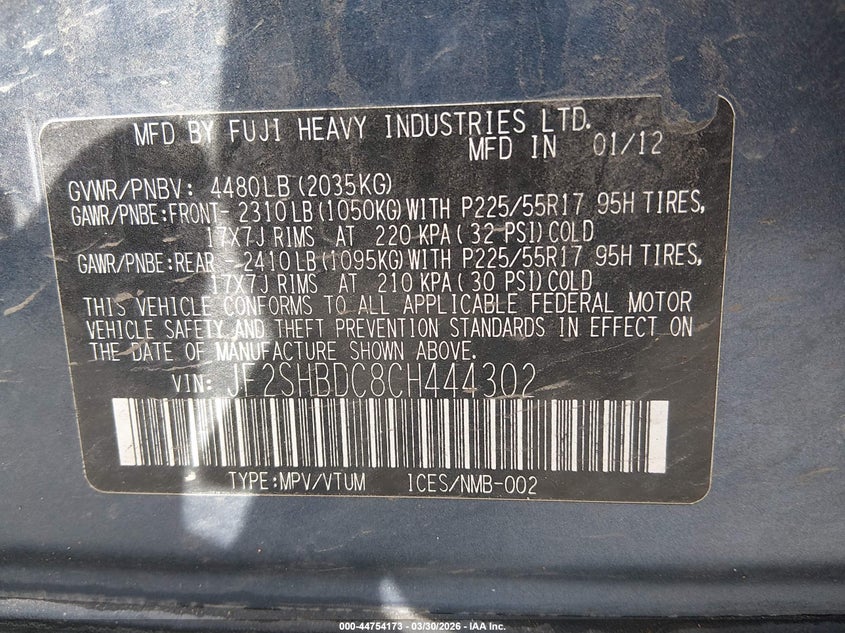 MFD BY FUJI HEAVY INDUSTRIES LTD.
MFD IN 01/12
GVWR/PNBV: 4480LB(2035KG)
GAWR/PNBE:FRONT- 2310LB(1050KG)WITH P225/55R17 95H TIRES,
17X7J RIMS AT 220 KPA(32 PSI)COLD
GAWR/PNBE:REAR -2410LB(1095KG)WITH P225/55R17 95H TIRES,
17X7J RIMS AT 210 KPA(30 PSI)COLD
THIS VEHICLE CONFORMS TO ALL APPLICABLE FEDERAL MOTOR
VEHICLE SAFETY AND THEFT PREVENTION STANDARDS IN EFFECT ON
THE DATE OF MANUFACTURE SHOWN ABOVE.
VIN: JF2SHBDC8CH444302
TYPE:MPV/VTUM ICES/NMB-002
000-44754173 - 03/30/2026 - IAA Inc.